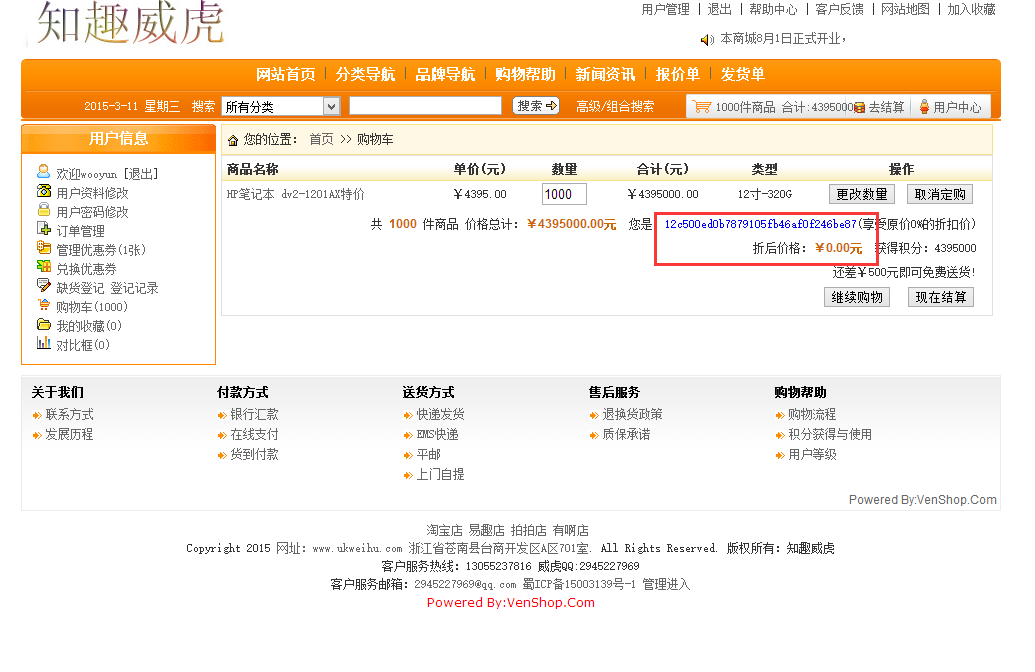 知趣威虎
用户管理 | 退出 | 帮助中心 | 客户反馈 | 网站地图 | 加入收藏
本商城8月1日正式开业，
网站首页 分类导航 品牌导航 购物帮助 新闻资讯 报价单 发货单
2015-3-11 星期三 搜索 所有分类 搜索 高级/组合搜索 1000件商品 合计:4395000 去结算 用户中心
用户信息
欢迎wooyun [退出]
用户资料修改
用户密码修改
订单管理
管理优惠券(1张)
兑换优惠券
缺货登记 登记记录
购物车(1000)
我的收藏(0)
对比框(0)
您的位置： 首页 >> 购物车
商品名称 单价(元) 数量 合计(元) 类型 操作
HP笔记本 dv2-1201AX特价 ￥4395.00 1000 ￥4395000.00 12寸-320G 更改数量 取消定购
共 1000 件商品 价格总计：￥4395000.00元 您是 12c500ed0b7879105fb46af0f246be87(享受原价0%的折扣价)
折后价格：￥0.00元 获得积分：4395000
还差￥500元即可免费送货!
继续购物 现在结算
关于我们 付款方式 送货方式 售后服务 购物帮助
联系方式 银行汇款 快递发货 退换货政策 购物流程
发展历程 在线支付 EMS快递 质保承诺 积分获得与使用
货到付款 平邮 用户等级
上门自提
Powered By:VenShop.Com
淘宝店 易趣店 拍拍店 有啊店
Copyright 2015 网址：www.ukweihu.com 浙江省苍南县台商开发区A区701室. All Rights Reserved. 版权所有：知趣威虎
客户服务热线：13055237816 威虎QQ:2945227969
客户服务邮箱：2945227969@qq.com 蜀ICP备15003139号-1 管理进入
Powered By:VenShop.Com